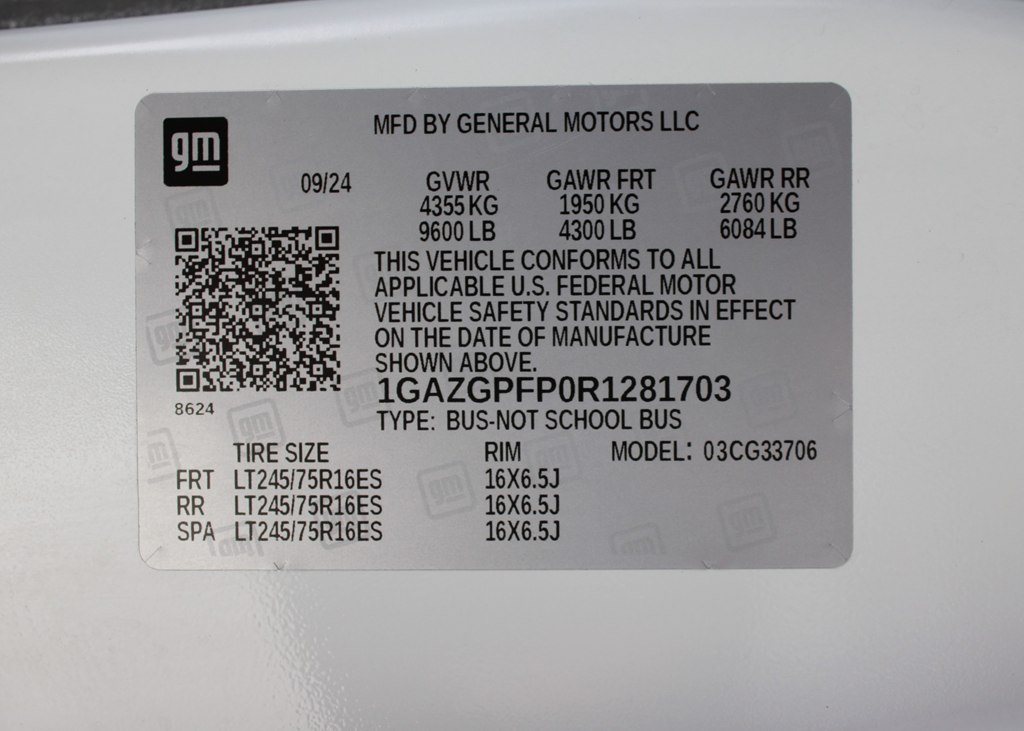 gm
MFD BY GENERAL MOTORS LLC
09/24 GVWR GAWR FRT GAWR RR
4355 KG 1950 KG 2760 KG
9600 LB 4300 LB 6084 LB
THIS VEHICLE CONFORMS TO ALL
APPLICABLE U.S. FEDERAL MOTOR
VEHICLE SAFETY STANDARDS IN EFFECT
ON THE DATE OF MANUFACTURE
SHOWN ABOVE.
1GAZGPFP0R1281703
8624
TYPE: BUS-NOT SCHOOL BUS
TIRE SIZE RIM MODEL: 03CG33706
FRT LT245/75R16ES 16X6.5J
RR LT245/75R16ES 16X6.5J
SPA LT245/75R16ES 16X6.5J